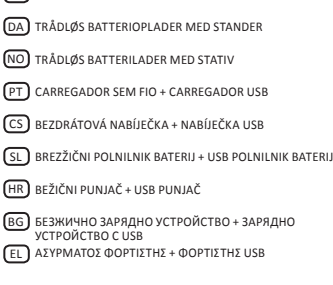 DA TRÅDLØS BATTERIOPLADER MED STANDER
NO TRÅDLØS BATTERILADER MED STATIV
PT CARREGADOR SEM FIO + CARREGADOR USB
CS BEZDRÁTOVÁ NABÍJEČKA + NABÍJEČKA USB
SL BREZŽIČNI POLNILNIK BATERIJ + USB POLNILNIK BATERIJ
HR BEŽIČNI PUNJAČ + USB PUNJAČ
BG БЕЗЖИЧНО ЗАРЯДНО УСТРОЙСТВО + ЗАРЯДНО
УСТРОЙСТВО С USB
EL ΑΣΥΡΜΑΤΟΣ ΦΟΡΤΙΣΤΗΣ + ΦΟΡΤΙΣΤΗΣ USB